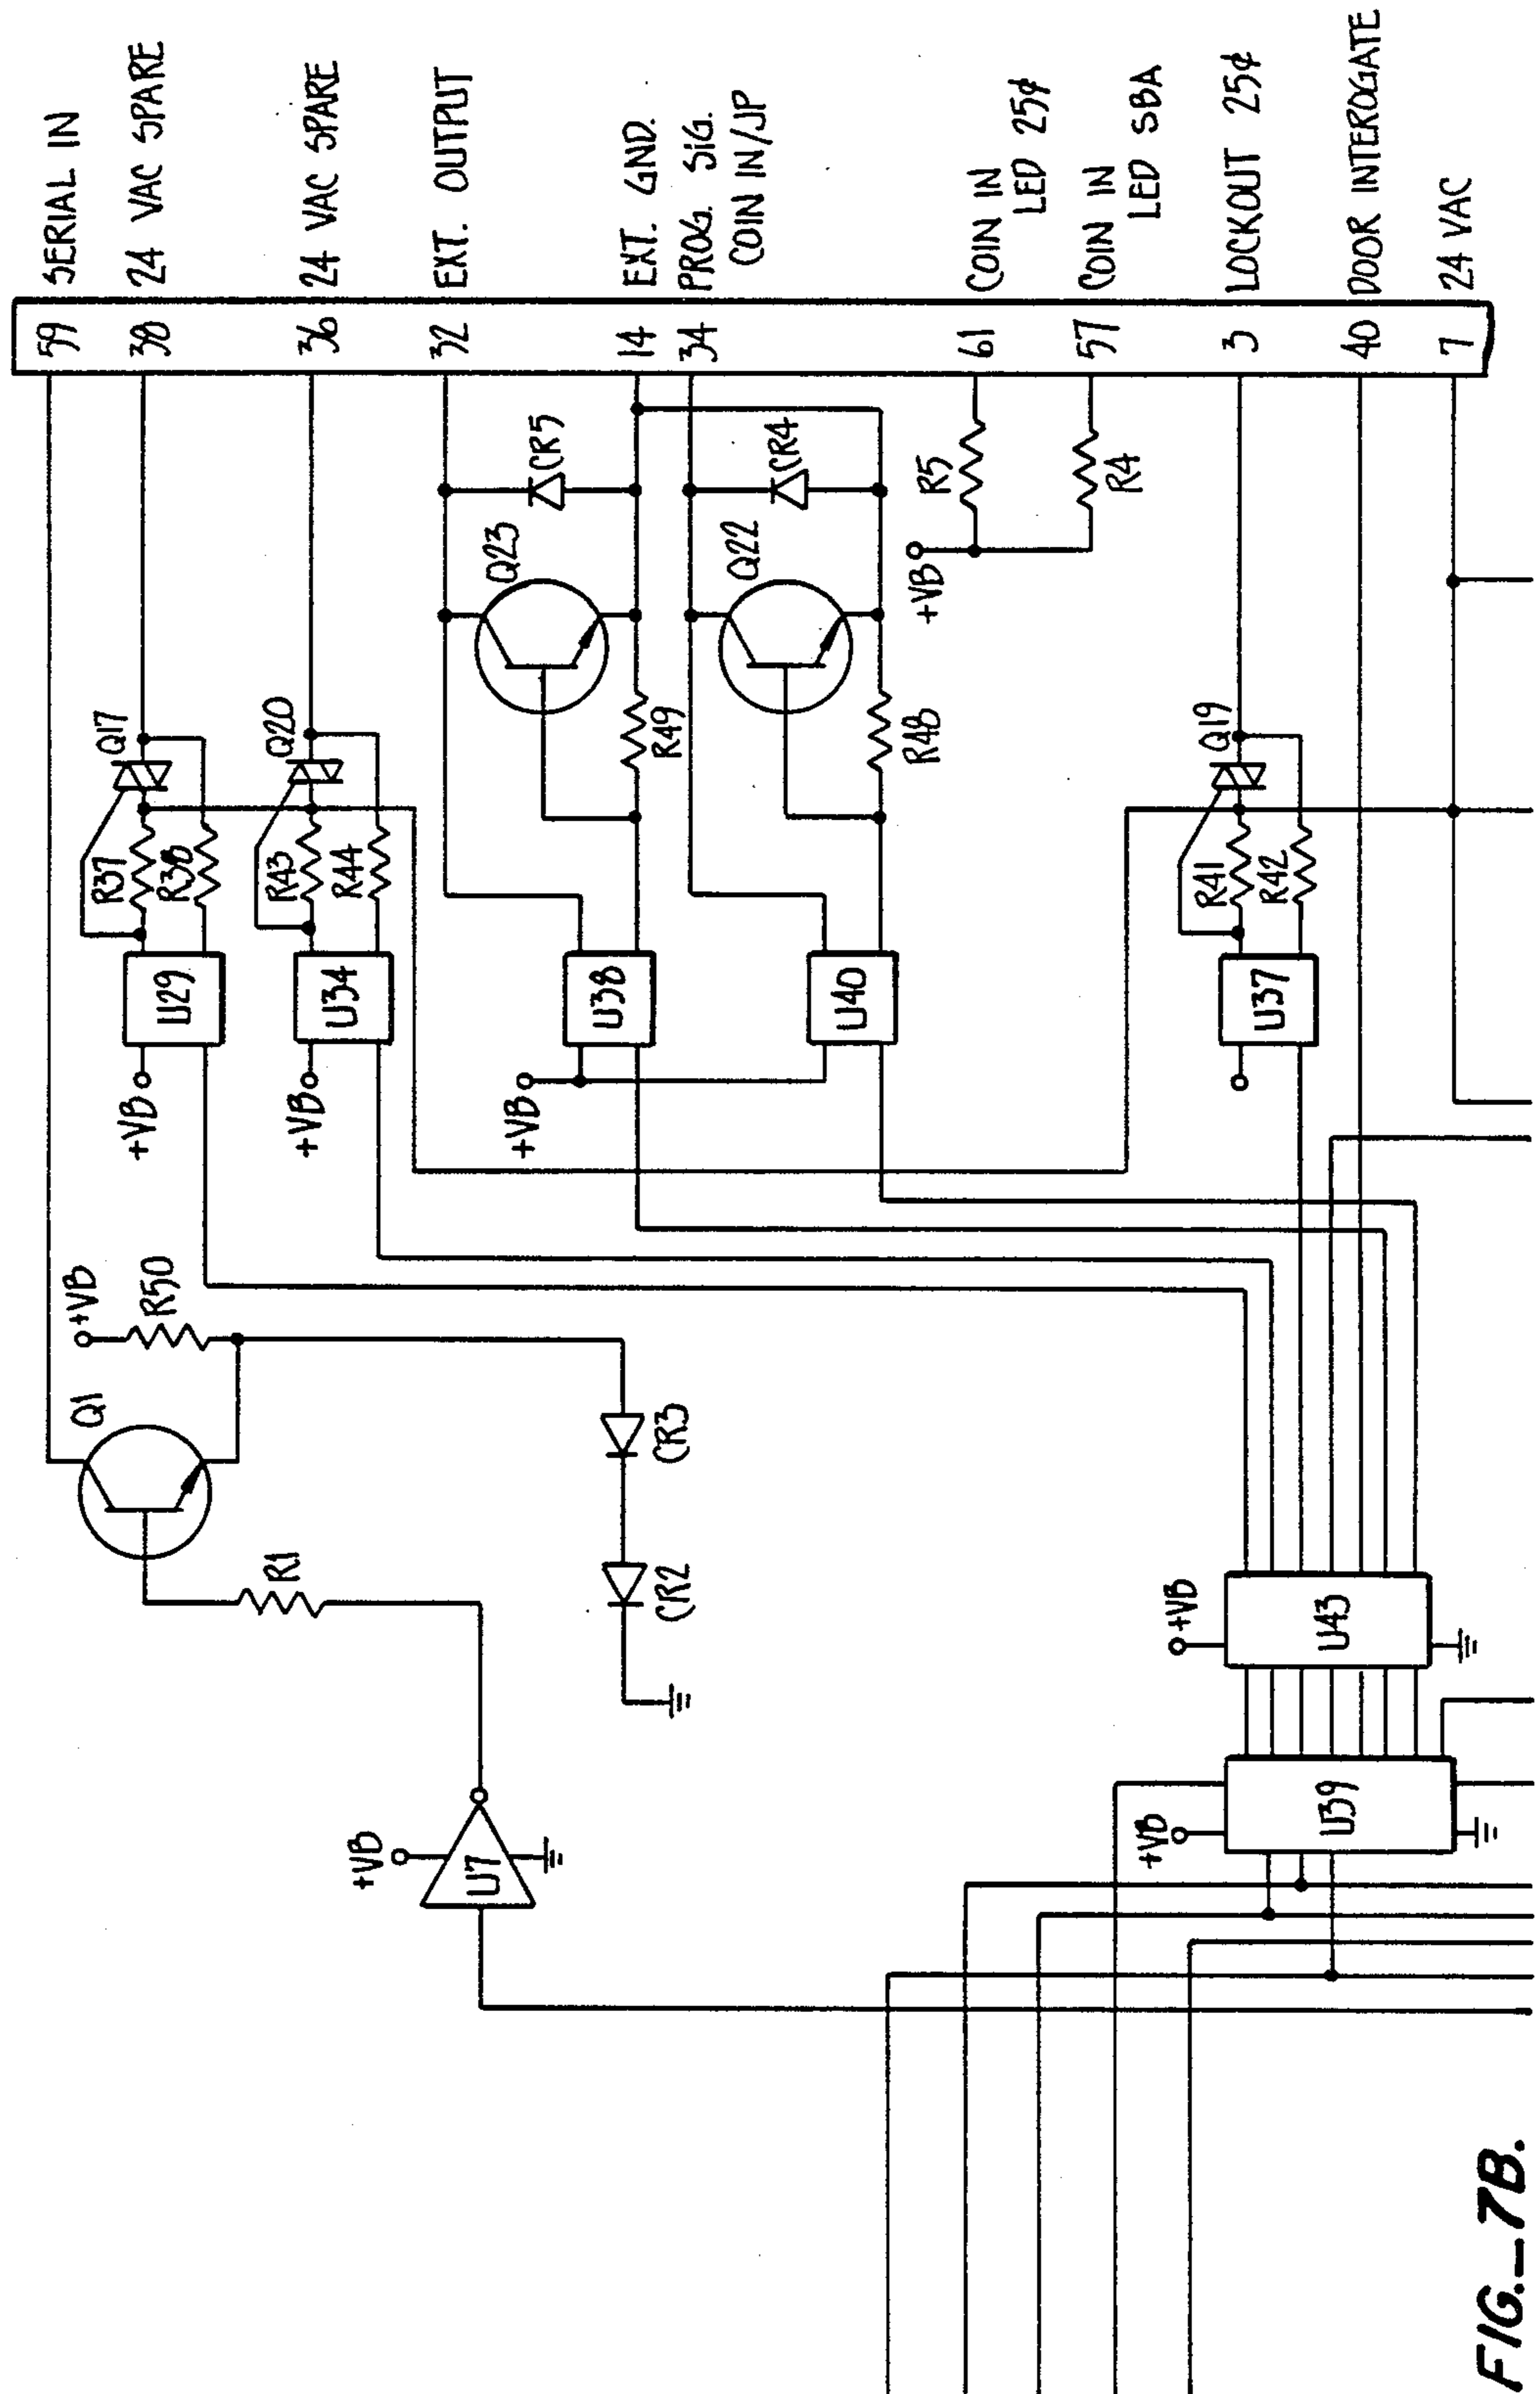 59 SERIAL IN
38 24 VAC SPARE
36 24 VAC SPARE
32 EXT. OUTPUT
14 EXT. GND.
34 PROG. SIG.
COIN IN/JP
61 COIN IN
LED 25¢
57 COIN IN
LED SBA
3 LOCKOUT 25¢
40 DOOR INTEROGATE
7 24 VAC
Q17
R37
R38
U29
+VB
Q20
R43
R44
U34
+VB
CR5
Q23
R49
U38
+VB
CR4
Q22
R48
U40
R5
+VB
R4
Q19
R41
R42
U37
+VB
R50
Q1
R1
CR3
CR2
+VB
U7
+VB
U43
+VB
U39
FIG._7B.